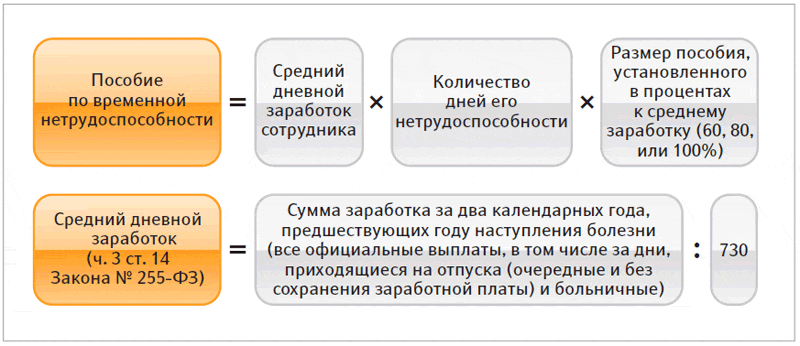 Пособие
по временной
нетрудоспособности
=
Средний
дневной
заработок
сотрудника
×
Количество
дней его
нетрудоспособности
×
Размер пособия,
установленного
в процентах
к среднему
заработку (60, 80,
или 100%)
Средний дневной
заработок
(ч. 3 ст. 14
Закона № 255-ФЗ)
=
Сумма заработка за два календарных года,
предшествующих году наступления болезни
(все официальные выплаты, в том числе за дни,
приходящиеся на отпуска (очередные и без
сохранения заработной платы) и больничные)
:
730